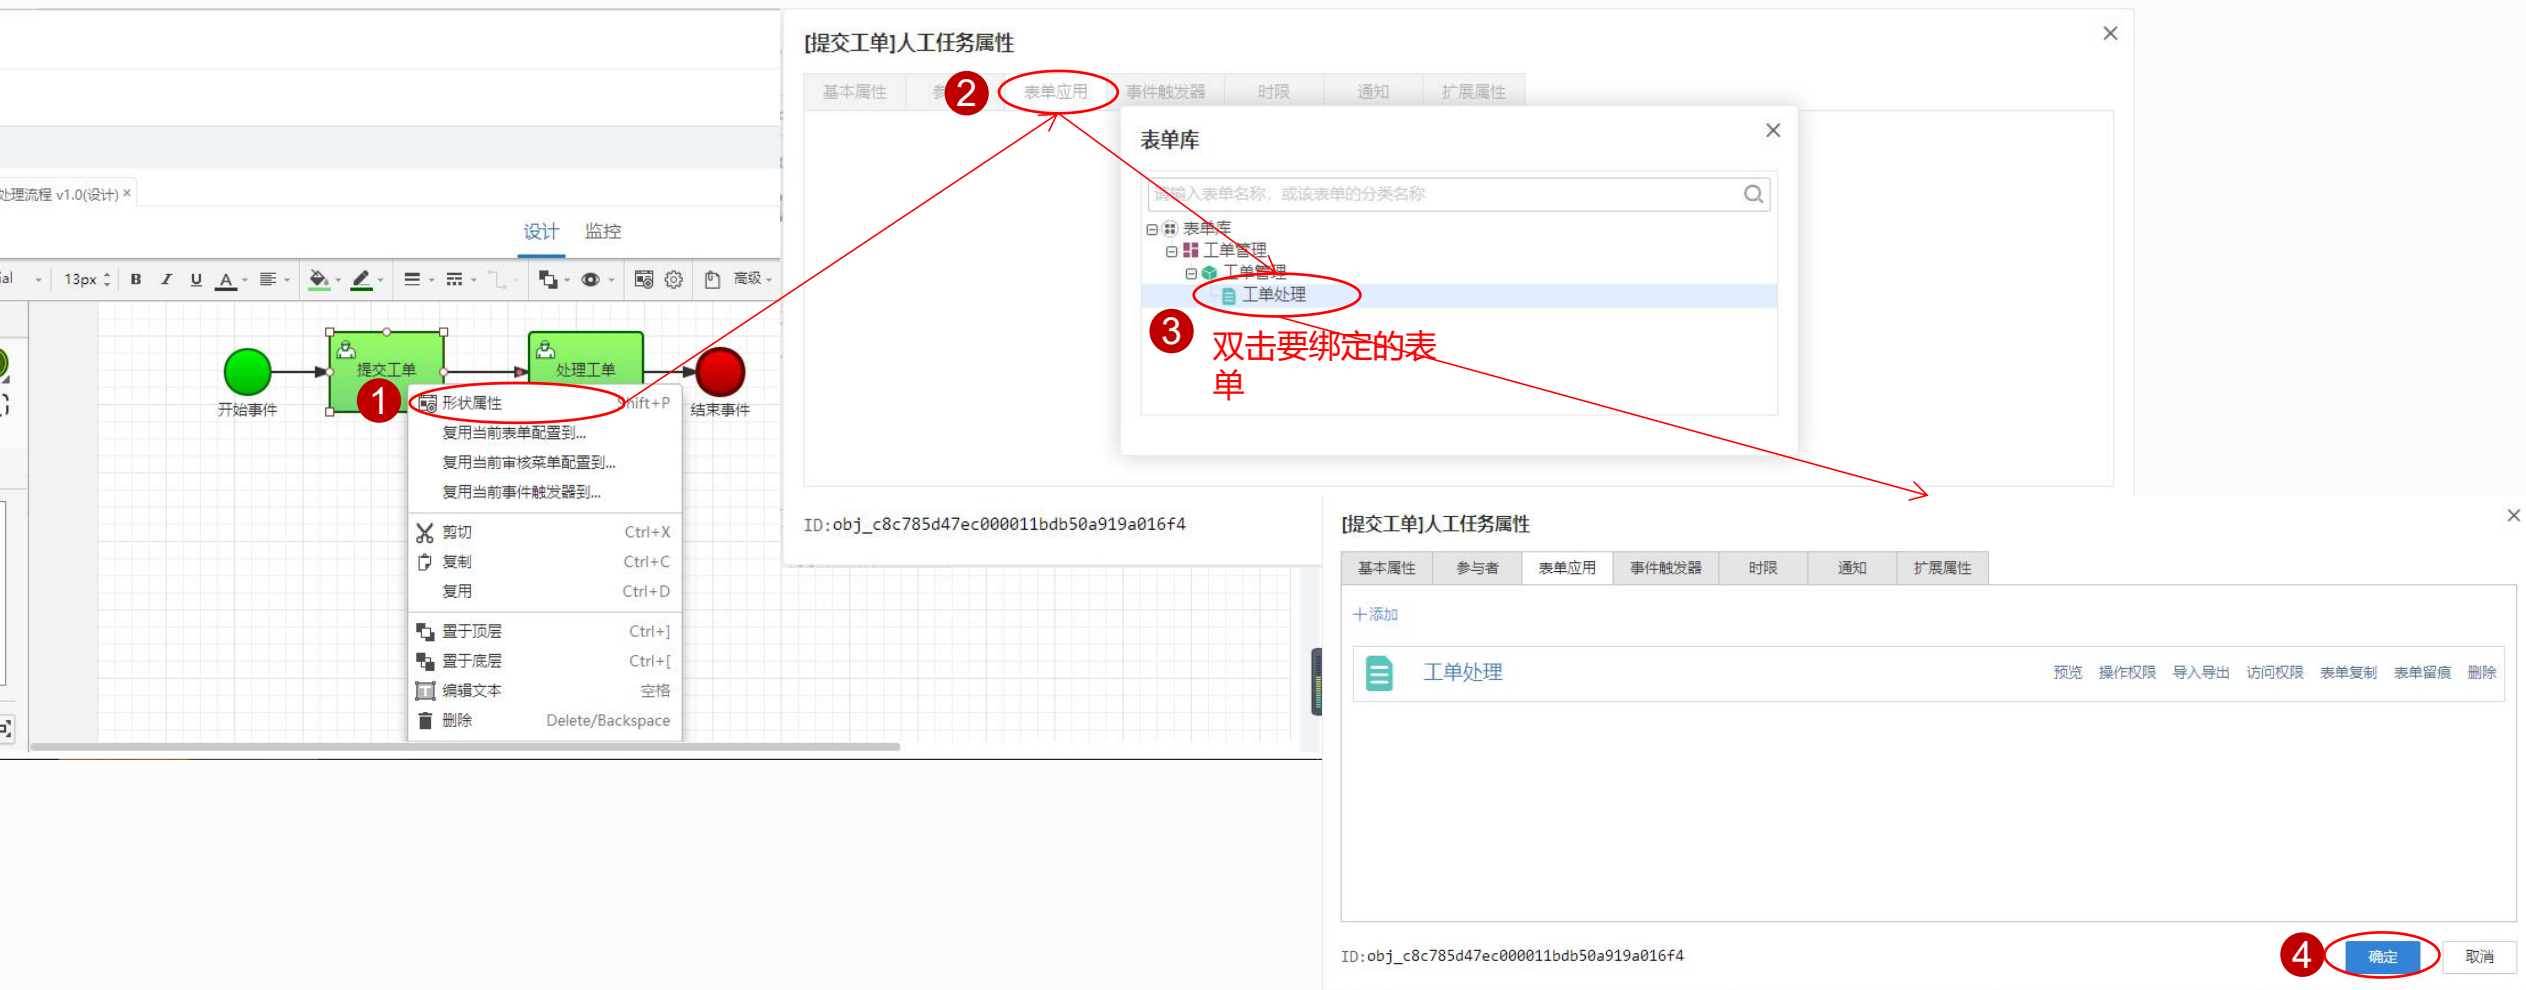 处理流程 v1.0(设计) ×
设计 监控
13px B I U A 高级
开始事件
提交工单
处理工单
结束事件
1
形状属性 Shift+P
复用当前表单配置到...
复用当前审核菜单配置到...
复用当前事件触发器到...
剪切 Ctrl+X
复制 Ctrl+C
复用 Ctrl+D
置于顶层 Ctrl+]
置于底层 Ctrl+[
编辑文本 空格
删除 Delete/Backspace
[提交工单]人工任务属性
基本属性 参 2 表单应用 事件触发器 时限 通知 扩展属性
表单库
请输入表单名称，或该表单的分类名称
表单库
工单管理
工单管理
工单处理
3
双击要绑定的表
单
ID:obj_c8c785d47ec000011bdb50a919a016f4
[提交工单]人工任务属性
基本属性 参与者 表单应用 事件触发器 时限 通知 扩展属性
+添加
工单处理 预览 操作权限 导入导出 访问权限 表单复制 表单留痕 删除
ID:obj_c8c785d47ec000011bdb50a919a016f4
4 确定 取消